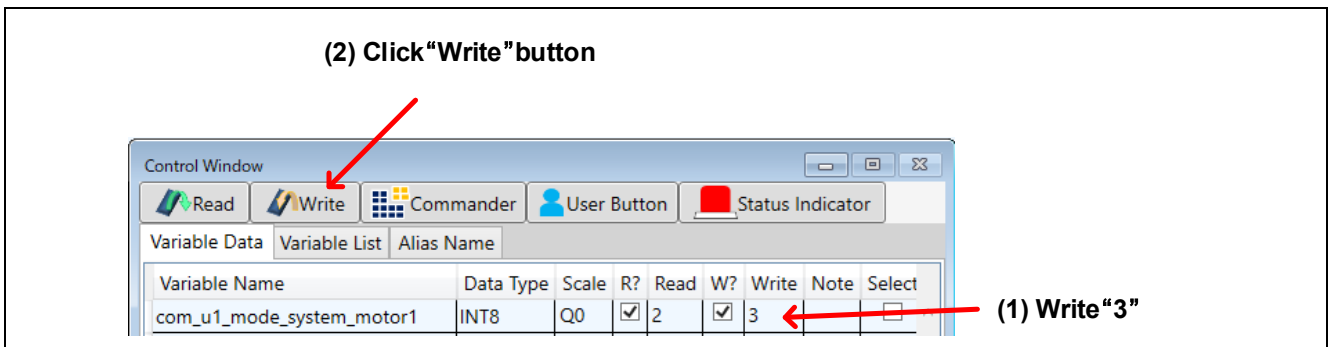 (2) Click“Write”button
Control Window
Read Write Commander User Button Status Indicator
Variable Data Variable List Alias Name
Variable Name Data Type Scale R? Read W? Write Note Select
com_u1_mode_system_motor1 INT8 Q0 2 3
(1) Write“3”